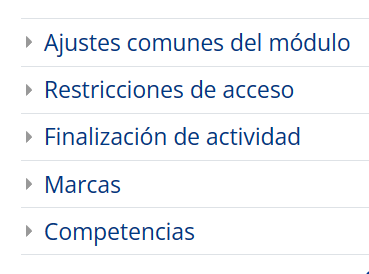 Ajustes comunes del módulo
Restricciones de acceso
Finalización de actividad
Marcas
Competencias